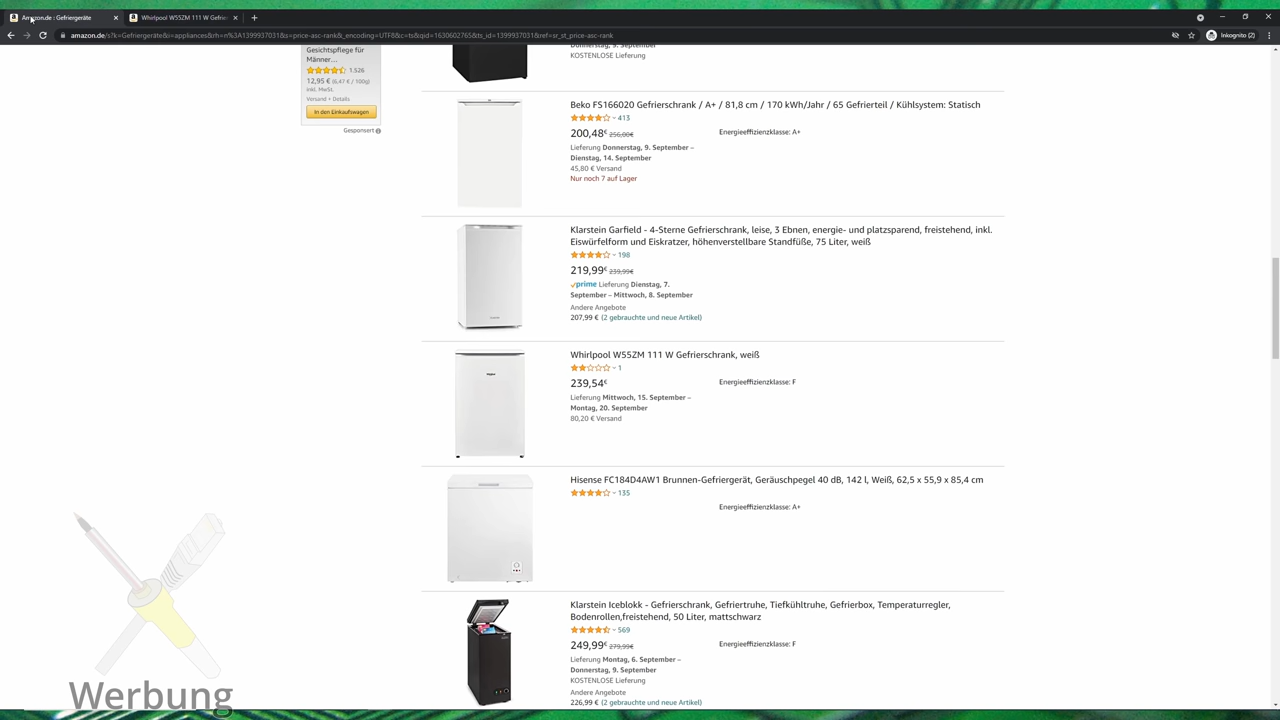 Amazon.de : Gefriergeräte
Whirlpool W55ZM 111 W Gefrie
Inkognito (2)
amazon.de/s?k=Gefriergeräte&i=appliances&rh=n%3A1399937031&s=price-asc-rank&_encoding=UTF8&c=ts&qid=1630602765&ts_id=1399937031&ref=sr_st_price-asc-rank
Gesichtspflege für
Männer…
1.526
12,95 € (6,47 € / 100g)
inkl. MwSt.
Versand + Details
In den Einkaufswagen
Gesponsert
Donnerstag, 9. September
KOSTENLOSE Lieferung
Beko FS166020 Gefrierschrank / A+ / 81,8 cm / 170 kWh/Jahr / 65 Gefrierteil / Kühlsystem: Statisch
413
200,48€ 256,00€
Energieeffizienzklasse: A+
Lieferung Donnerstag, 9. September –
Dienstag, 14. September
45,80 € Versand
Nur noch 7 auf Lager
Klarstein Garfield - 4-Sterne Gefrierschrank, leise, 3 Ebnen, energie- und platzsparend, freistehend, inkl.
Eiswürfelform und Eiskratzer, höhenverstellbare Standfüße, 75 Liter, weiß
198
219,99€ 239,99€
prime Lieferung Dienstag, 7.
September – Mittwoch, 8. September
Andere Angebote
207,99 € (2 gebrauchte und neue Artikel)
Whirlpool W55ZM 111 W Gefrierschrank, weiß
1
239,54€
Energieeffizienzklasse: F
Lieferung Mittwoch, 15. September –
Montag, 20. September
80,20 € Versand
Hisense FC184D4AW1 Brunnen-Gefriergerät, Geräuschpegel 40 dB, 142 l, Weiß, 62,5 x 55,9 x 85,4 cm
135
Energieeffizienzklasse: A+
Klarstein Iceblokk - Gefrierschrank, Gefriertruhe, Tiefkühltruhe, Gefrierbox, Temperaturregler,
Bodenrollen,freistehend, 50 Liter, mattschwarz
569
249,99€ 279,99€
Energieeffizienzklasse: F
Lieferung Montag, 6. September –
Donnerstag, 9. September
KOSTENLOSE Lieferung
Andere Angebote
226,99 € (2 gebrauchte und neue Artikel)
Werbung